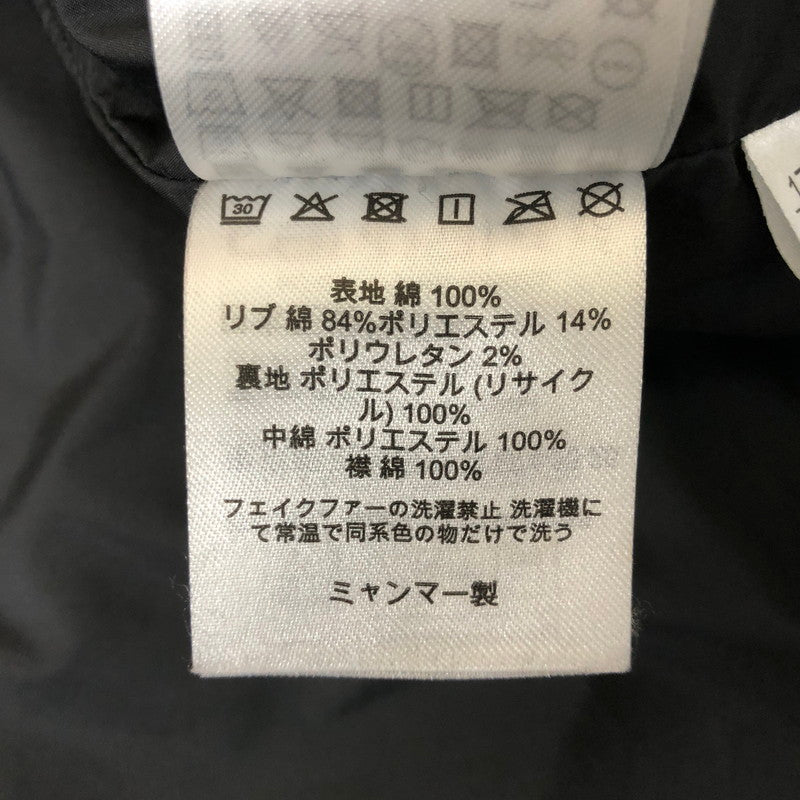 30
表地 綿 100%
リブ 綿 84%ポリエステル 14%
ポリウレタン 2%
裏地 ポリエステル (リサイク
ル) 100%
中綿 ポリエステル 100%
襟 綿 100%
フェイクファーの洗濯禁止 洗濯機に
て常温で同系色の物だけで洗う
ミャンマー製